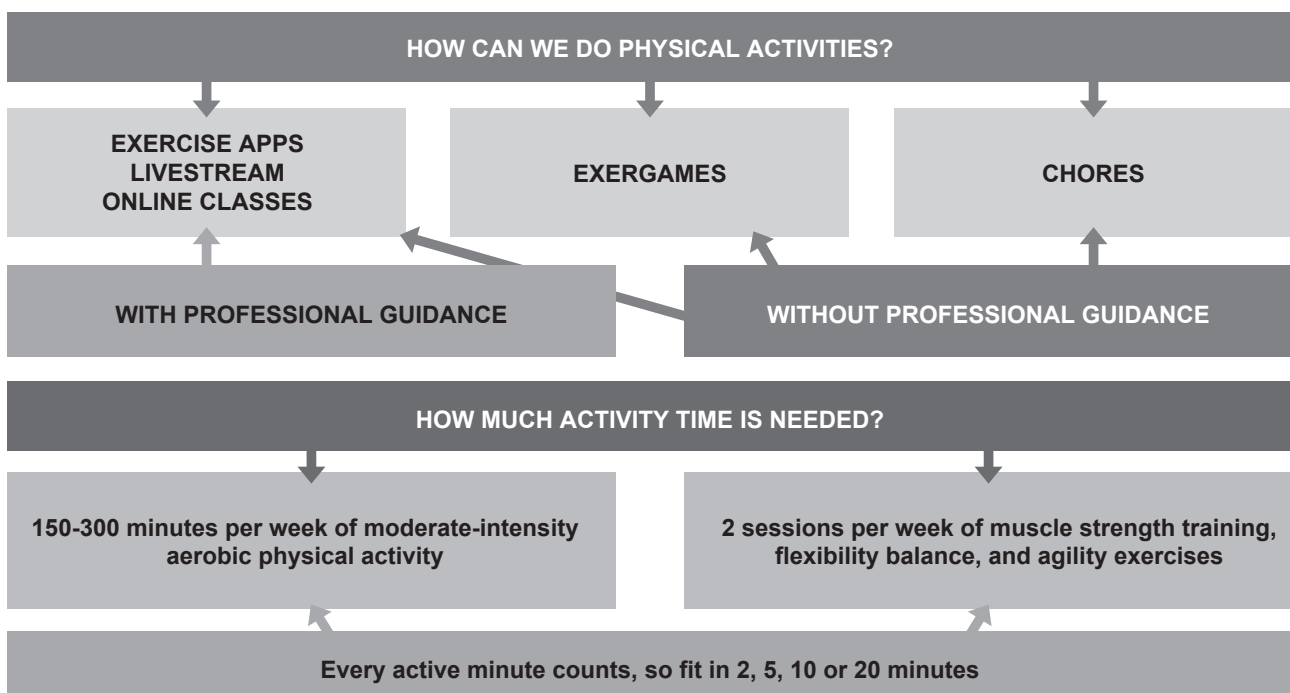 HOW CAN WE DO PHYSICAL ACTIVITIES?
EXERCISE APPS
LIVESTREAM
ONLINE CLASSES
EXERGAMES
CHORES
WITH PROFESSIONAL GUIDANCE
WITHOUT PROFESSIONAL GUIDANCE
HOW MUCH ACTIVITY TIME IS NEEDED?
150-300 minutes per week of moderate-intensity
aerobic physical activity
2 sessions per week of muscle strength training,
flexibility balance, and agility exercises
Every active minute counts, so fit in 2, 5, 10 or 20 minutes